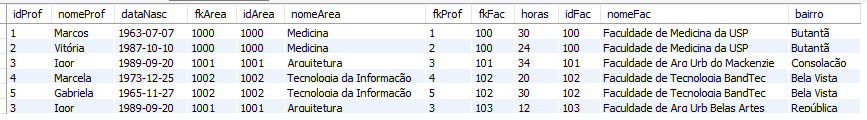 idProf nomeProf dataNasc fkArea idArea nomeArea fkProf fkFac horas idFac nomeFac bairro
1 Marcos 1963-07-07 1000 1000 Medicina 1 100 30 100 Faculdade de Medicina da USP Butantã
2 Vitória 1987-10-10 1000 1000 Medicina 2 100 24 100 Faculdade de Medicina da USP Butantã
3 Igor 1989-09-20 1001 1001 Arquitetura 3 101 34 101 Faculdade de Arq Urb do Mackenzie Consolação
4 Marcela 1973-12-25 1002 1002 Tecnologia da Informação 4 102 20 102 Faculdade de Tecnologia BandTec Bela Vista
5 Gabriela 1965-11-27 1002 1002 Tecnologia da Informação 5 102 30 102 Faculdade de Tecnologia BandTec Bela Vista
3 Igor 1989-09-20 1001 1001 Arquitetura 3 103 12 103 Faculdade de Arq Urb Belas Artes República